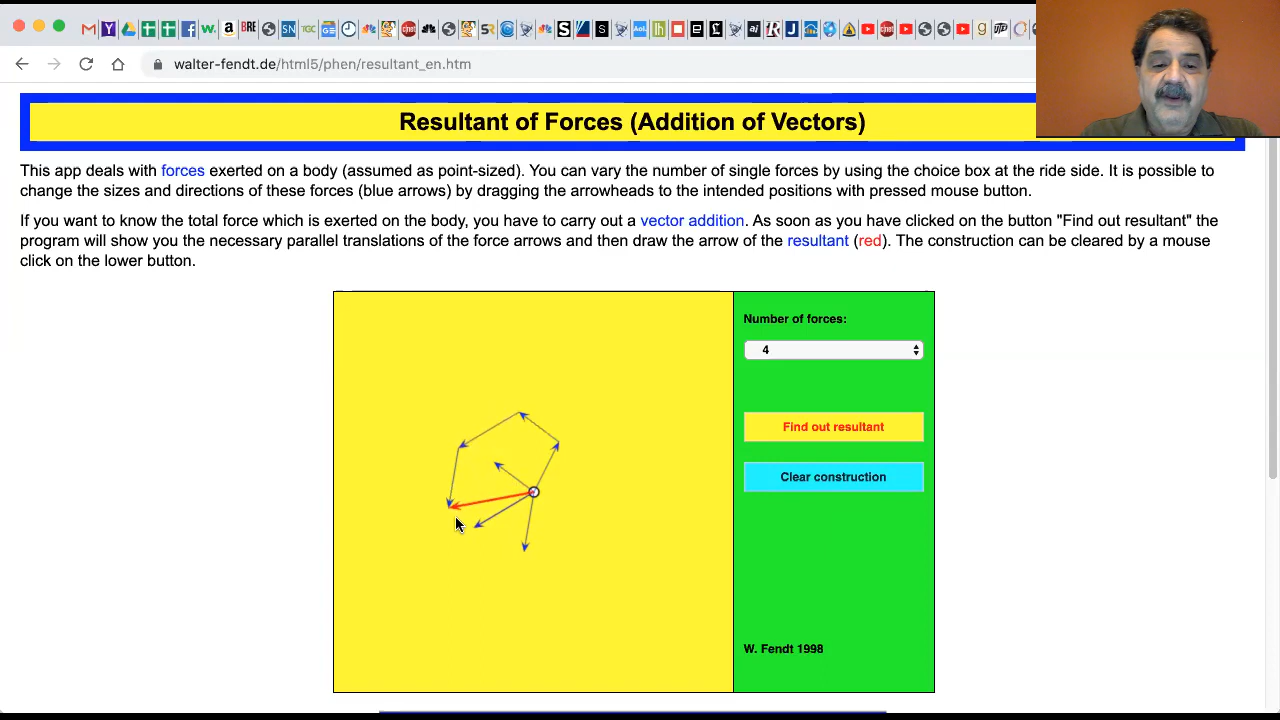 walter-fendt.de/html5/phen/resultant_en.htm
Resultant of Forces (Addition of Vectors)
This app deals with forces exerted on a body (assumed as point-sized). You can vary the number of single forces by using the choice box at the ride side. It is possible to
change the sizes and directions of these forces (blue arrows) by dragging the arrowheads to the intended positions with pressed mouse button.
If you want to know the total force which is exerted on the body, you have to carry out a vector addition. As soon as you have clicked on the button "Find out resultant" the
program will show you the necessary parallel translations of the force arrows and then draw the arrow of the resultant (red). The construction can be cleared by a mouse
click on the lower button.
Number of forces:
4
Find out resultant
Clear construction
W. Fendt 1998